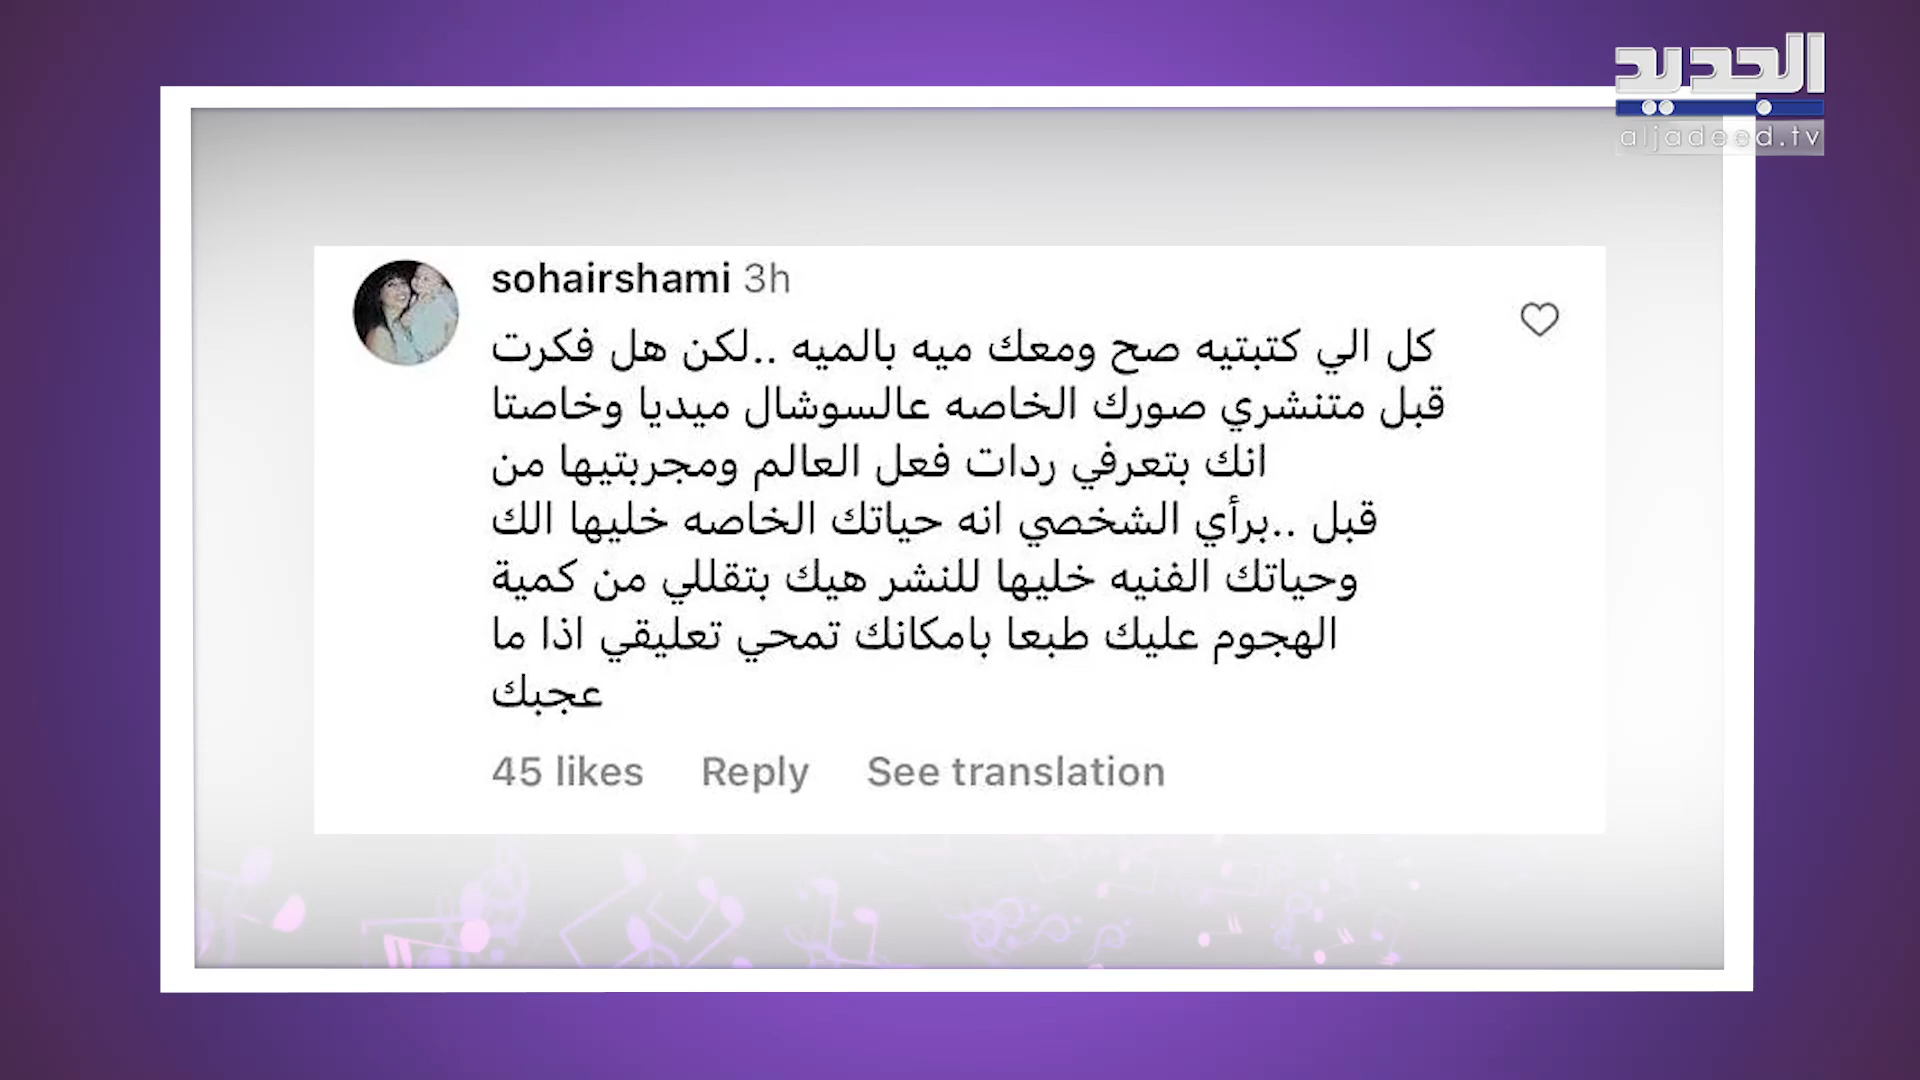 الجديد
aljadeed.tv
sohairshami 3h
كل الي كتبتيه صح ومعك ميه بالميه ..لكن هل فكرت
قبل متنشري صورك الخاصه عالسوشال ميديا وخاصتا
انك بتعرفي ردات فعل العالم ومجربتيها من
قبل ..برأي الشخصي انه حياتك الخاصه خليها الك
وحياتك الفنيه خليها للنشر هيك بتقللي من كمية
الهجوم عليك طبعا بامكانك تمحي تعليقي اذا ما
عجبك
45 likes Reply See translation